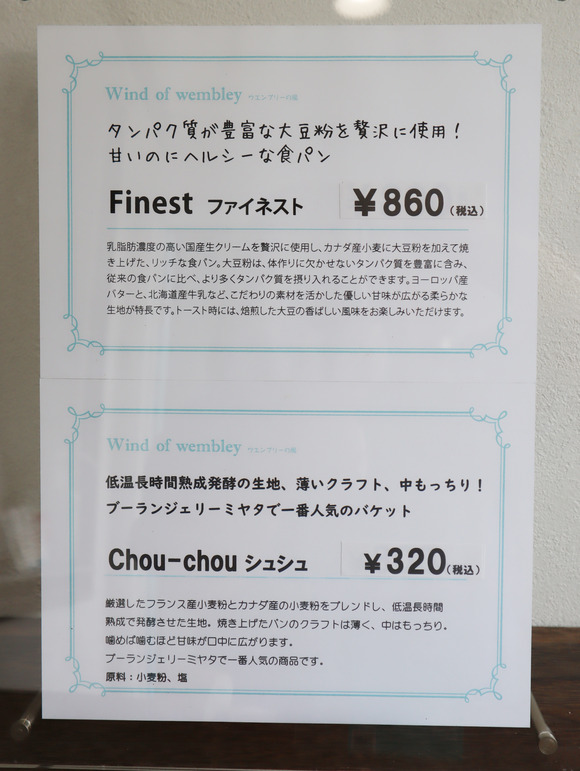 Wind of wembley ウエンブリーの風
タンパク質が豊富な大豆粉を贅沢に使用！
甘いのにヘルシーな食パン
Finest ファイネスト ¥860(税込)
乳脂肪濃度の高い国産生クリームを贅沢に使用し、カナダ産小麦に大豆粉を加えて焼
き上げた、リッチな食パン。大豆粉は、体作りに欠かせないタンパク質を豊富に含み、
従来の食パンに比べ、より多くタンパク質を摂り入れることができます。ヨーロッパ産
バターと、北海道産牛乳など、こだわりの素材を活かした優しい甘味が広がる柔らかな
生地が特長です。トースト時には、焙煎した大豆の香ばしい風味をお楽しみいただけます。
Wind of wembley ウエンブリーの風
低温長時間熟成発酵の生地、薄いクラフト、中もっちり！
ブーランジェリーミヤタで一番人気のバケット
Chou-chou シュシュ ¥320(税込)
厳選したフランス産小麦粉とカナダ産の小麦粉をブレンドし、低温長時間
熟成で発酵させた生地。焼き上げたパンのクラフトは薄く、中はもっちり。
噛めば噛むほど甘味が口中に広がります。
ブーランジェリーミヤタで一番人気の商品です。
原料：小麦粉、塩